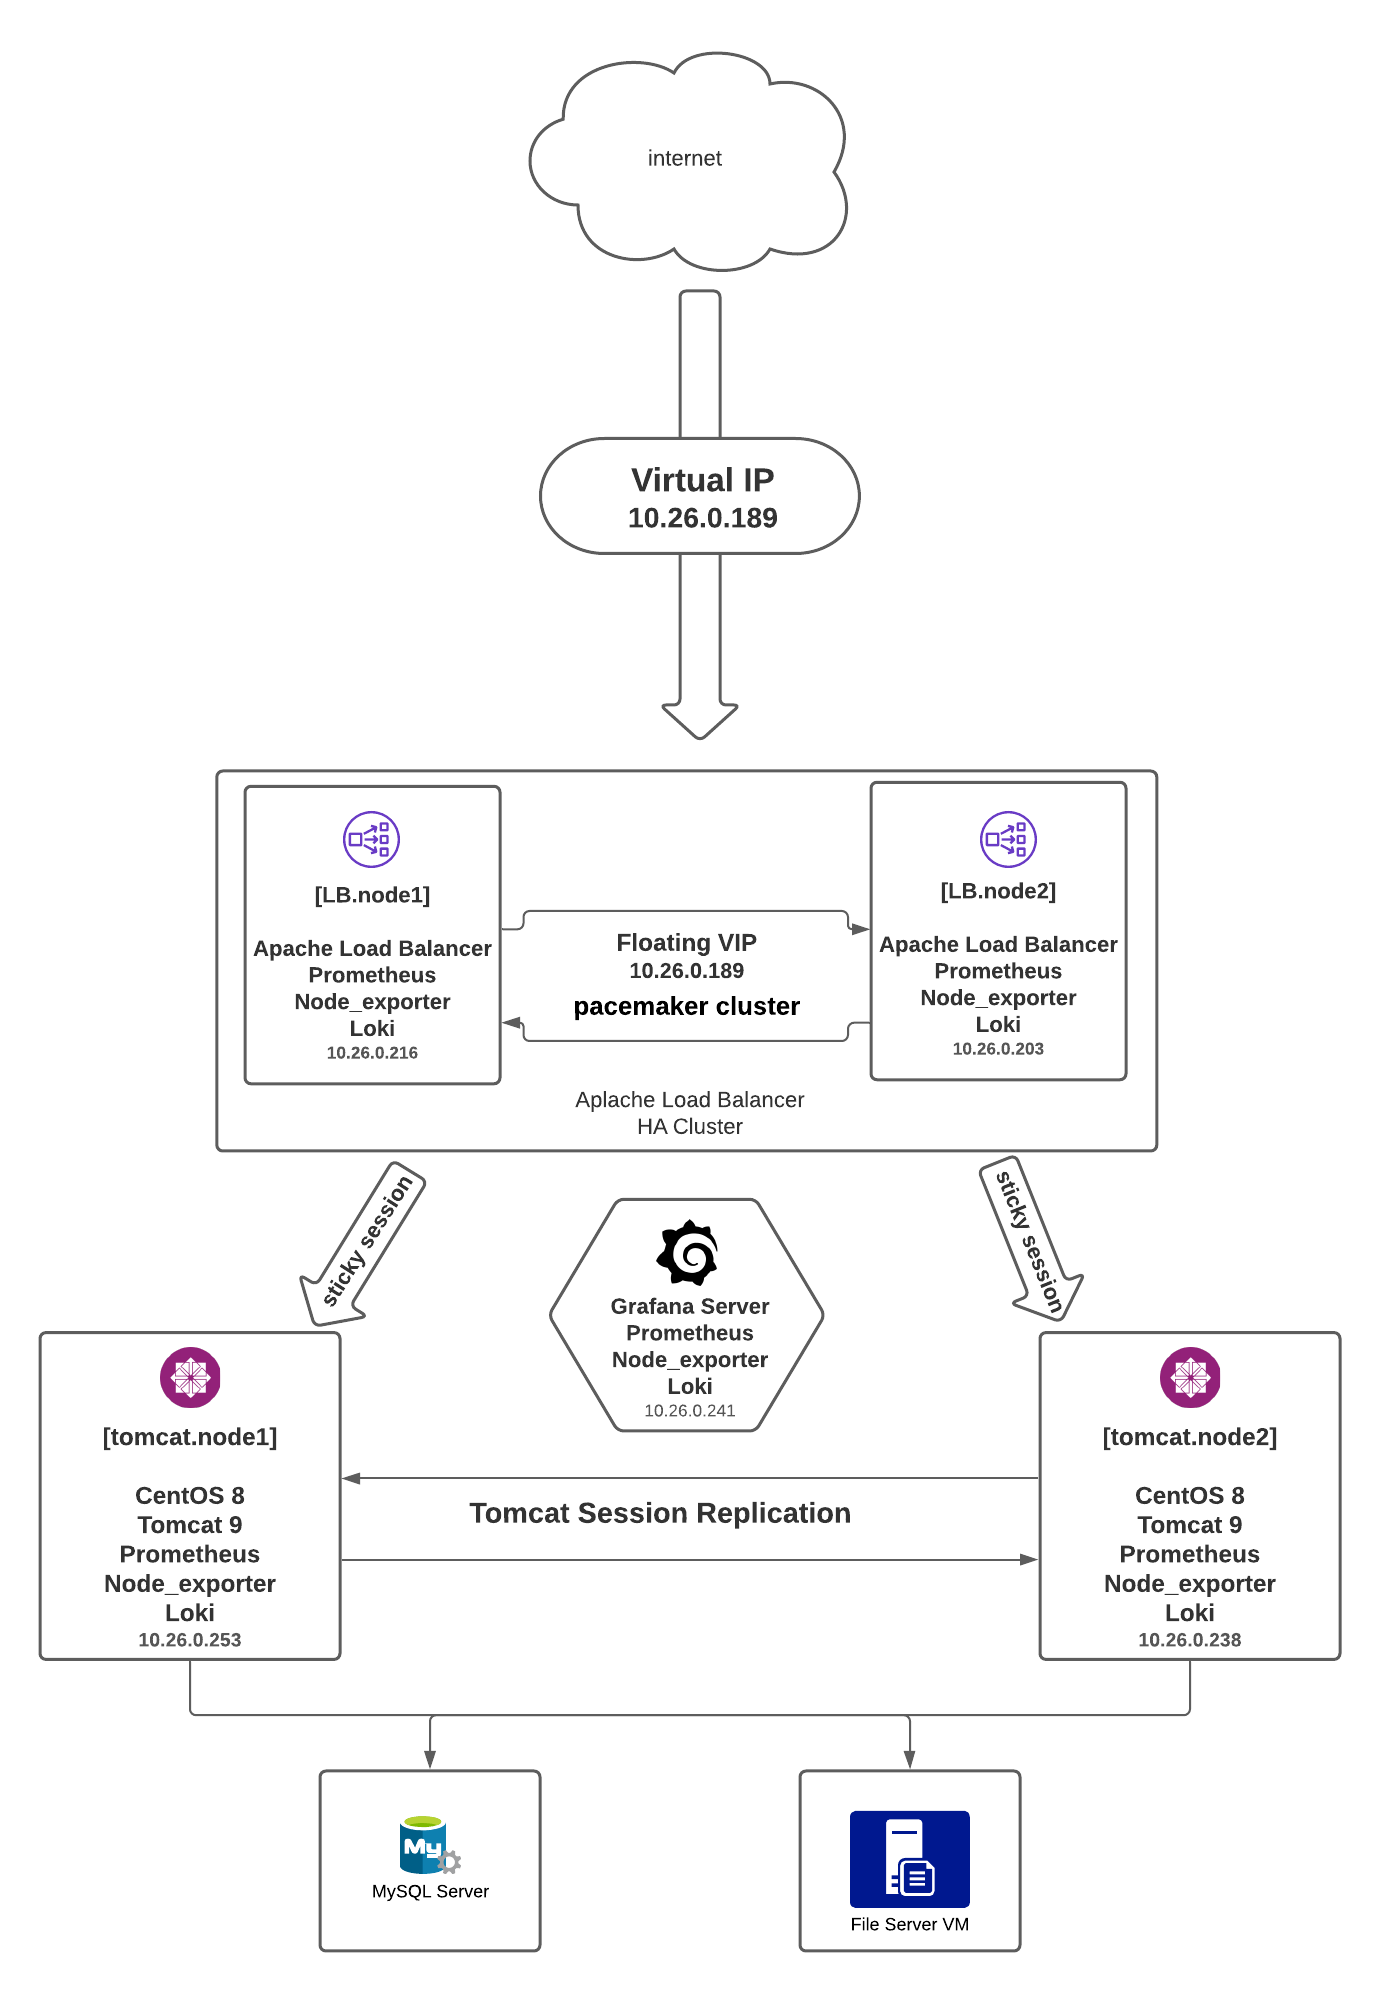 internet
Virtual IP
10.26.0.189
[LB.node1]
Apache Load Balancer
Prometheus
Node_exporter
Loki
10.26.0.216
Floating VIP
10.26.0.189
pacemaker cluster
[LB.node2]
Apache Load Balancer
Prometheus
Node_exporter
Loki
10.26.0.203
Aplache Load Balancer
HA Cluster
sticky session
sticky session
Grafana Server
Prometheus
Node_exporter
Loki
10.26.0.241
[tomcat.node1]
CentOS 8
Tomcat 9
Prometheus
Node_exporter
Loki
10.26.0.253
Tomcat Session Replication
[tomcat.node2]
CentOS 8
Tomcat 9
Prometheus
Node_exporter
Loki
10.26.0.238
My
MySQL Server
File Server VM